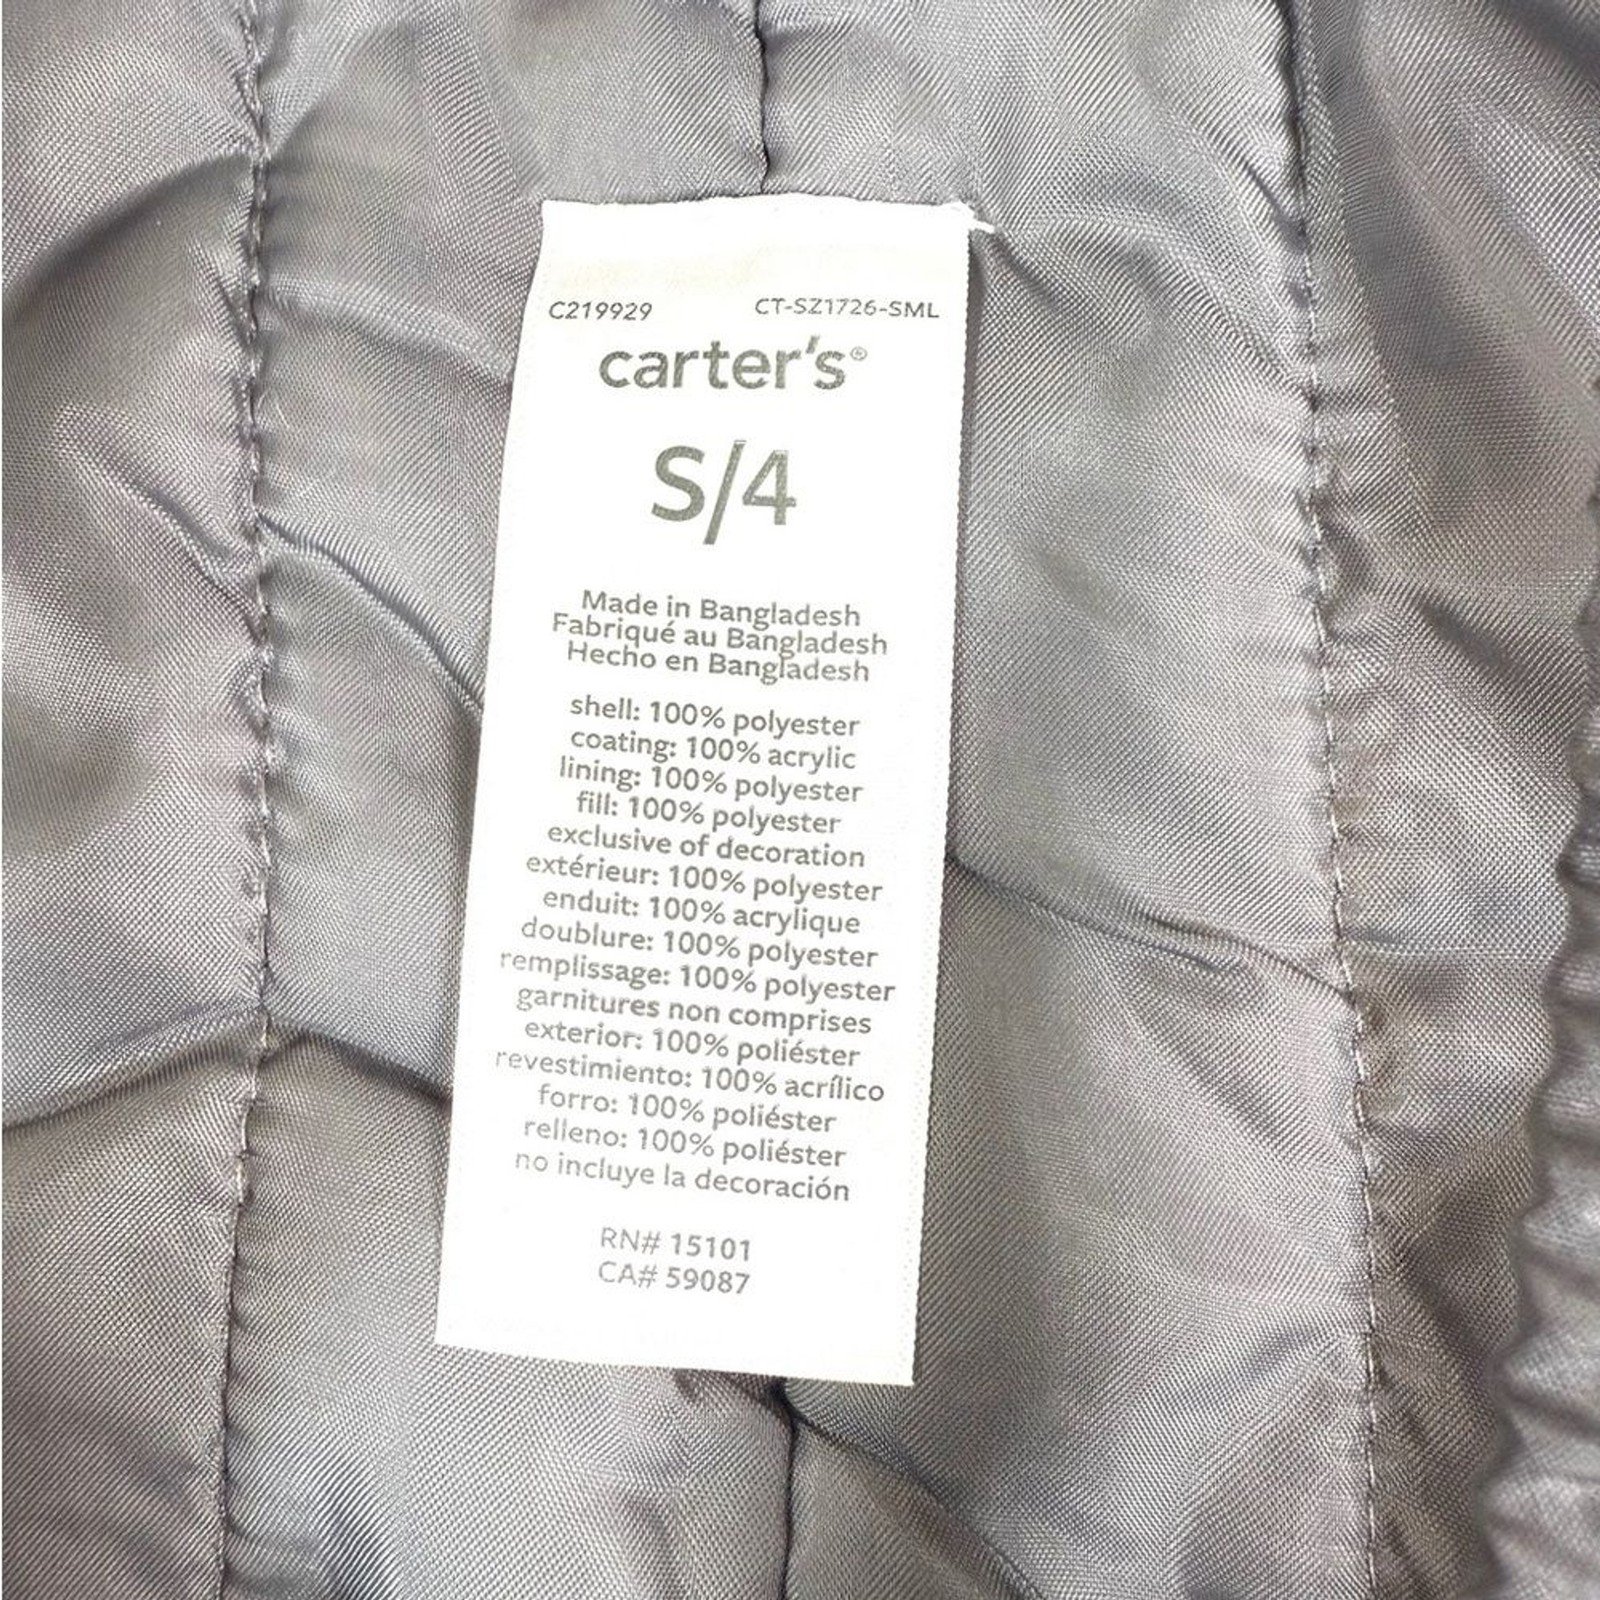 C219929 CT-SZ1726-SML
carter's®
S/4
Made in Bangladesh
Fabriqué au Bangladesh
Hecho en Bangladesh
shell: 100% polyester
coating: 100% acrylic
lining: 100% polyester
fill: 100% polyester
exclusive of decoration
extérieur: 100% polyester
enduit: 100% acrylique
doublure: 100% polyester
remplissage: 100% polyester
garnitures non comprises
exterior: 100% poliéster
revestimiento: 100% acrílico
forro: 100% poliéster
relleno: 100% poliéster
no incluye la decoración
RN# 15101
CA# 59087